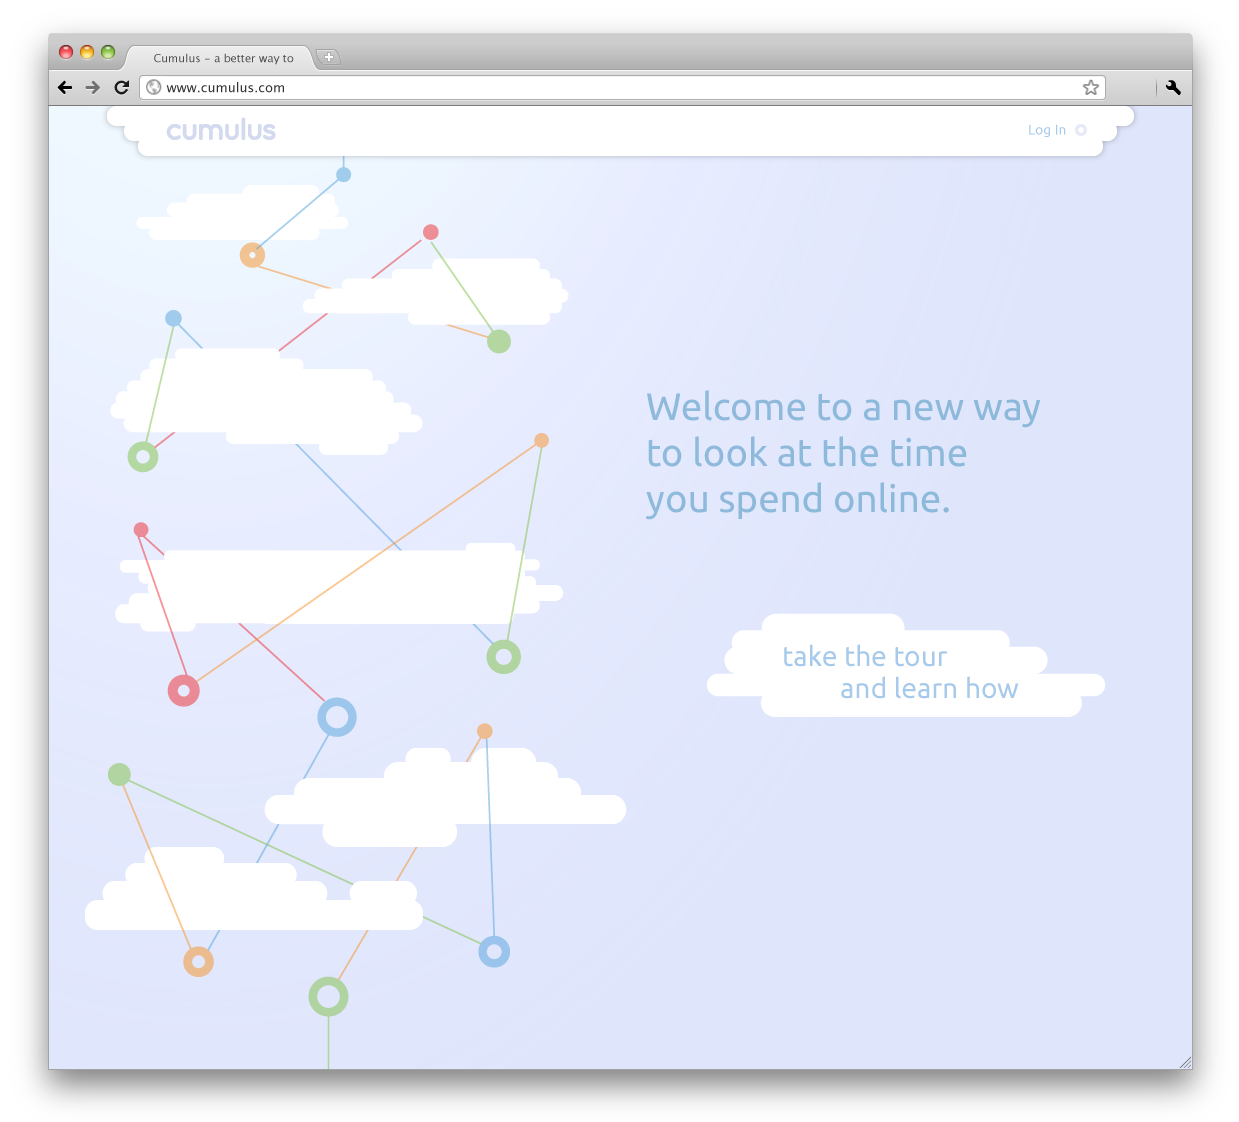 Cumulus – a better way to
www.cumulus.com
cumulus
Log In
Welcome to a new way
to look at the time
you spend online.
take the tour
and learn how